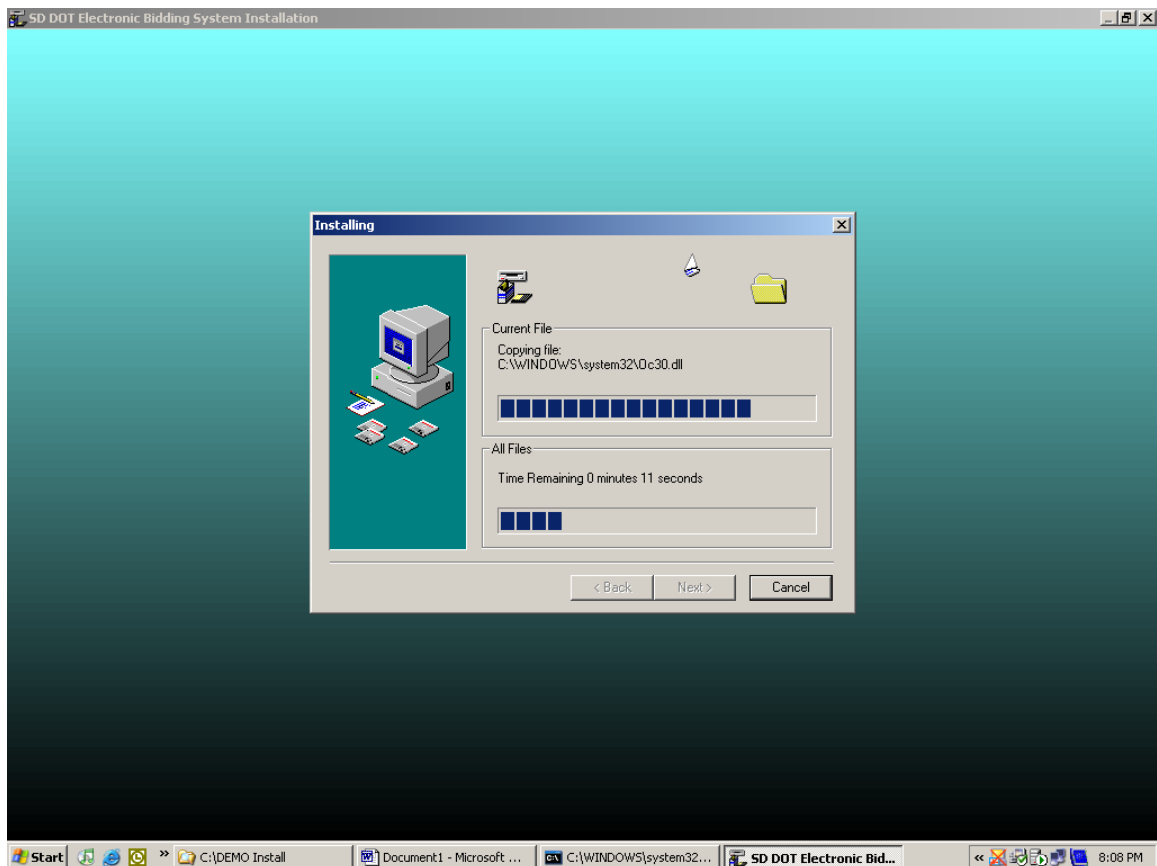 SD DOT Electronic Bidding System Installation
Installing
Current File
Copying file:
C:\WINDOWS\system32\Oc30.dll
All Files
Time Remaining 0 minutes 11 seconds
< Back
Next >
Cancel
Start
»
C:\DEMO Install
Document1 - Microsoft ...
C:\WINDOWS\system32...
SD DOT Electronic Bid...
«
8:08 PM